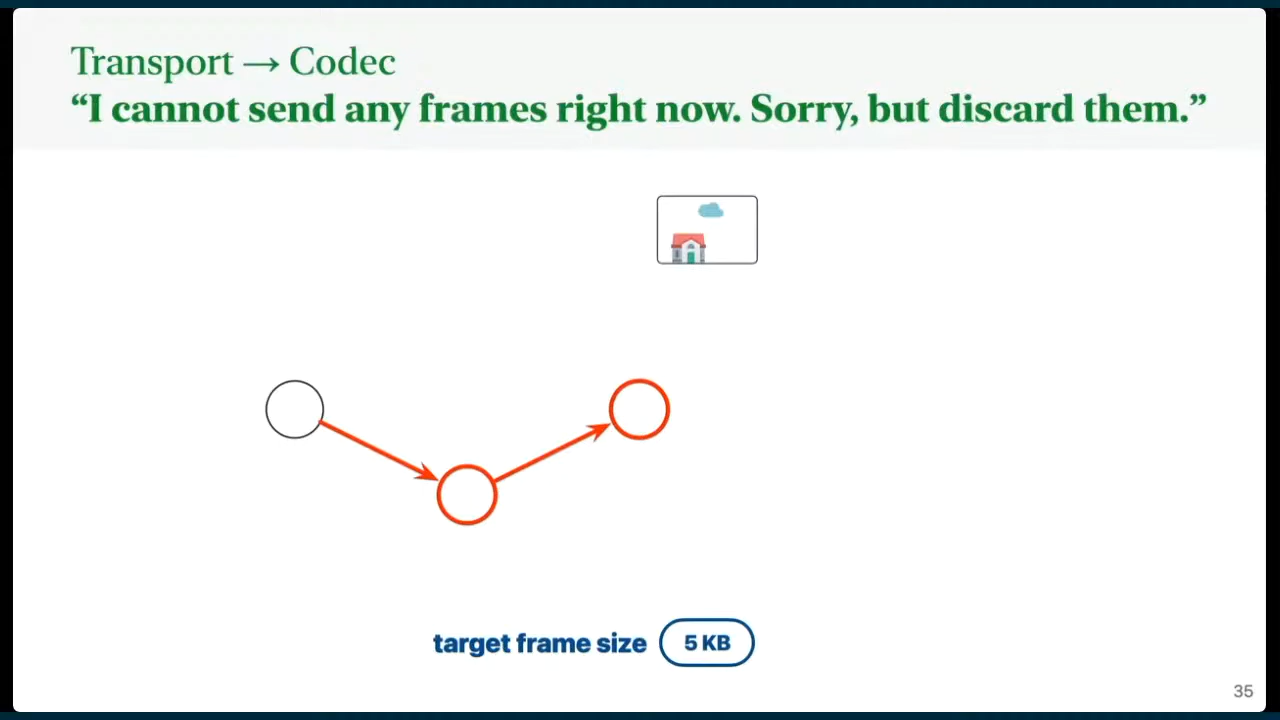 Transport → Codec
“I cannot send any frames right now. Sorry, but discard them.”
target frame size 5 KB
35